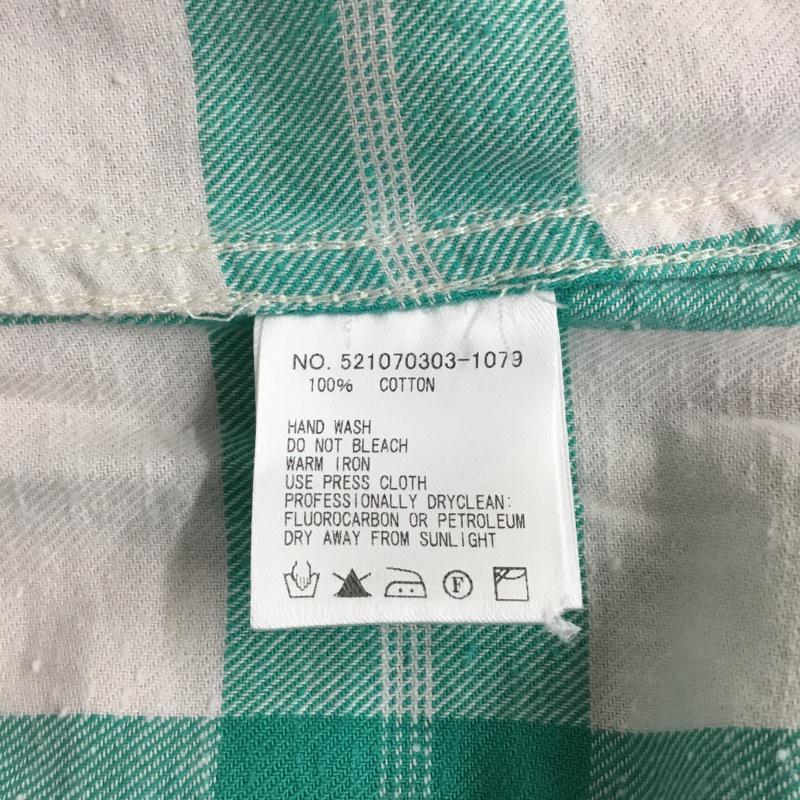 NO. 521070303-1079
100% COTTON
HAND WASH
DO NOT BLEACH
WARM IRON
USE PRESS CLOTH
PROFESSIONALLY DRYCLEAN:
FLUOROCARBON OR PETROLEUM
DRY AWAY FROM SUNLIGHT
F